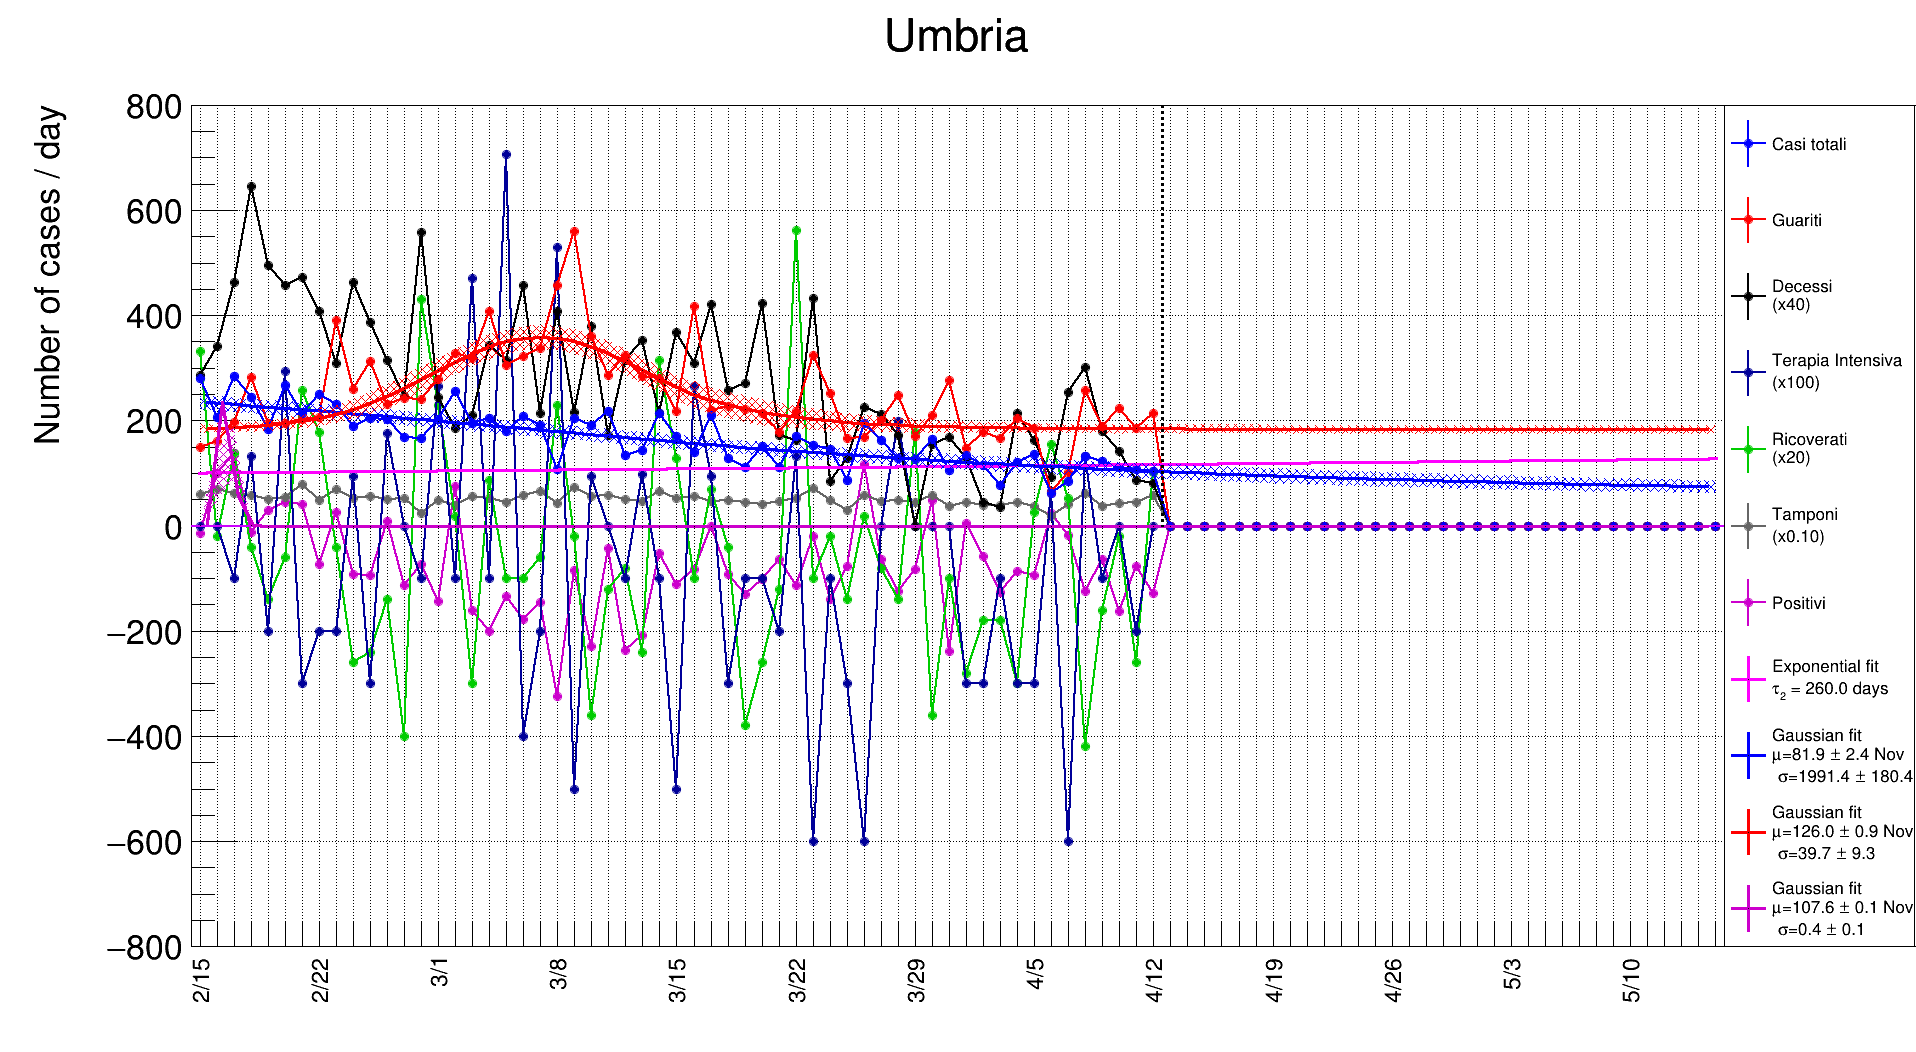 Umbria
Number of cases / day
800
600
400
200
0
−200
−400
−600
−800
2/15
2/22
3/1
3/8
3/15
3/22
3/29
4/5
4/12
4/19
4/26
5/3
5/10
Casi totali
Guariti
Decessi
(x40)
Terapia Intensiva
(x100)
Ricoverati
(x20)
Tamponi
(x0.10)
Positivi
Exponential fit
τ2 = 260.0 days
Gaussian fit
μ=81.9 ± 2.4 Nov
σ=1991.4 ± 180.4
Gaussian fit
μ=126.0 ± 0.9 Nov
σ=39.7 ± 9.3
Gaussian fit
μ=107.6 ± 0.1 Nov
σ=0.4 ± 0.1